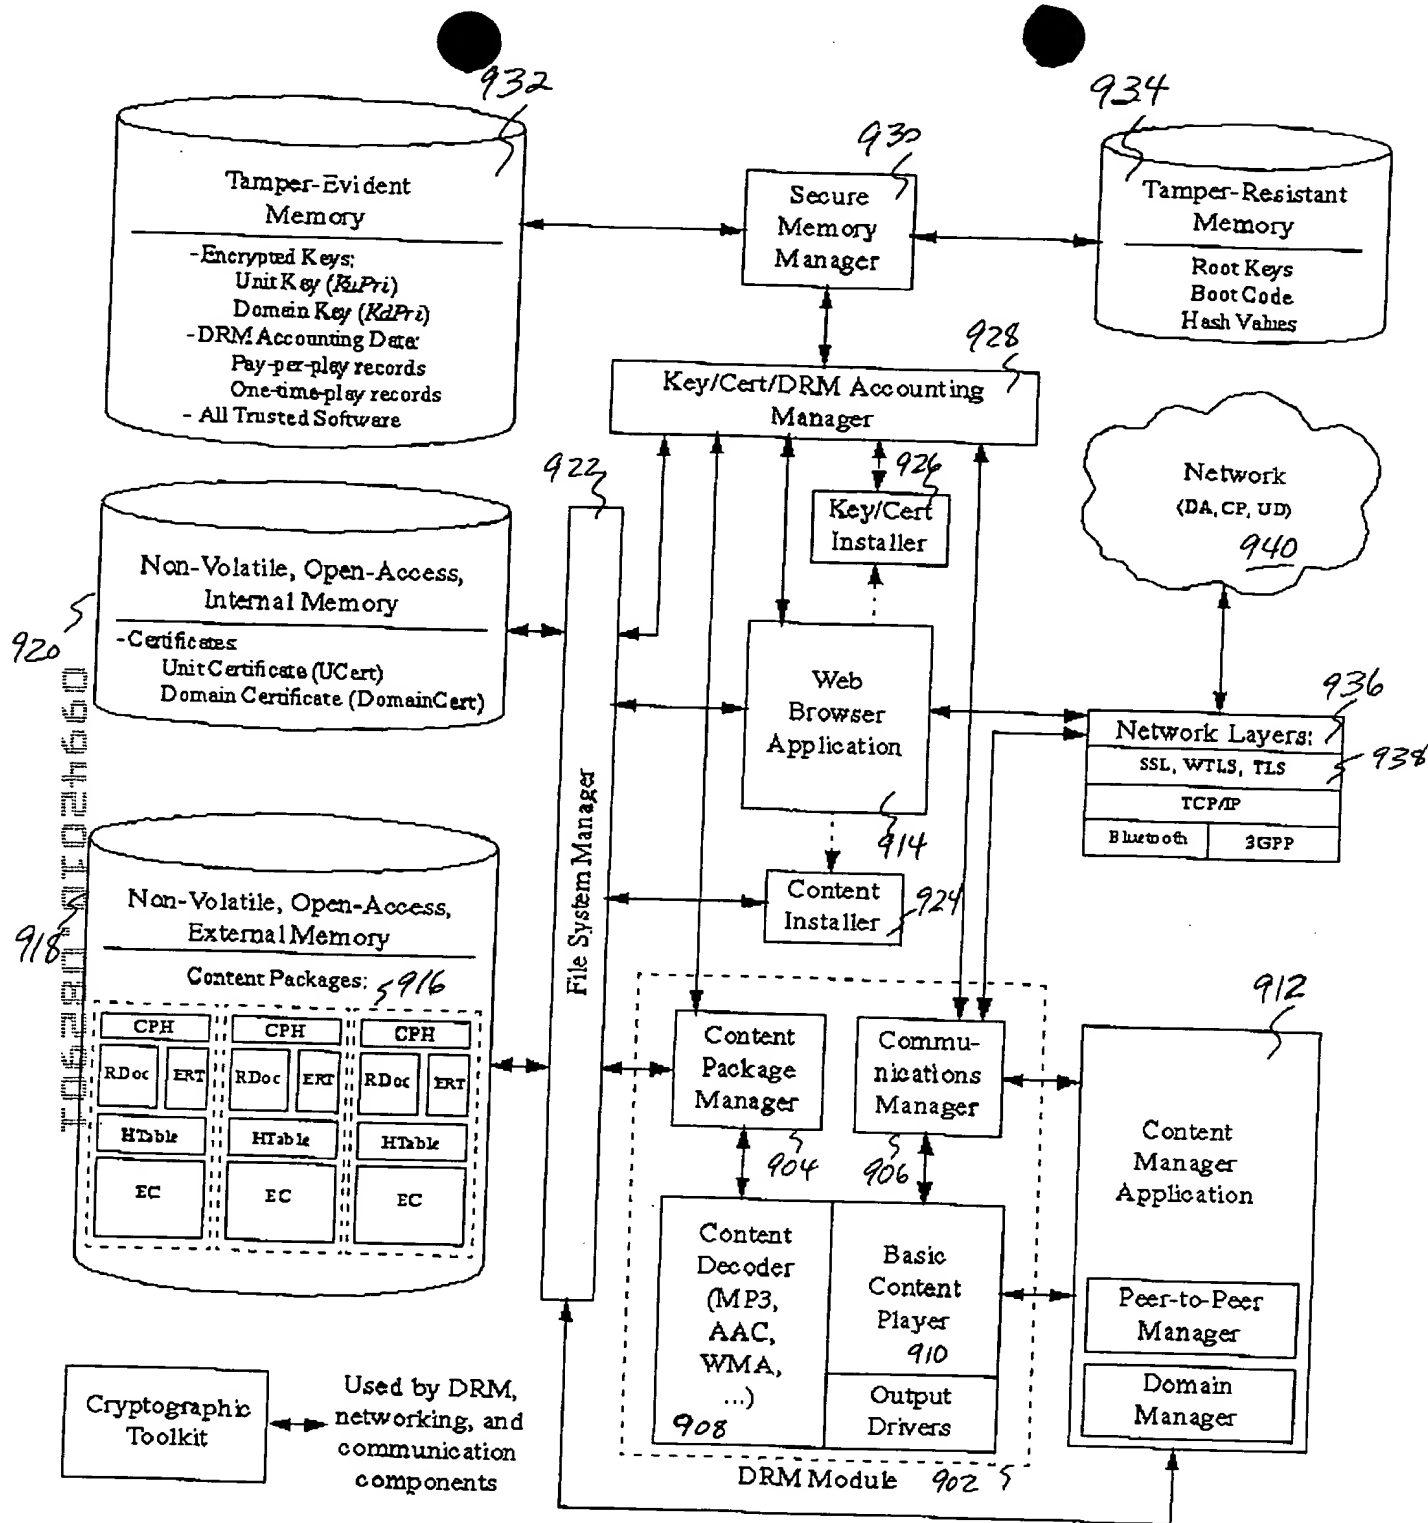 932
934
930
Tamper-Evident
Memory
-Encrypted Keys:
Unit Key (KuPri)
Domain Key (KdPri)
-DRM Accounting Data:
Pay-per-play records
One-time-play records
- All Trusted Software
Secure
Memory
Manager
Tamper-Resistant
Memory
Root Keys
Boot Code
Hash Values
928
Key/Cert/DRM Accounting
Manager
922
926
Key/Cert
Installer
Network
(DA, CP, UD)
940
Non-Volatile, Open-Access,
Internal Memory
-Certificates
Unit Certificate (UCert)
Domain Certificate (DomainCert)
920
File System Manager
Web
Browser
Application
914
936
Network Layers:
938
SSL, WTLS, TLS
TCP/IP
Bluetooth
3GPP
Content
Installer
924
918
Non-Volatile, Open-Access,
External Memory
Content Packages:
916
CPH
CPH
CPH
RDoc
ERT
RDoc
ERT
RDoc
ERT
HTable
HTable
HTable
EC
EC
EC
Content
Package
Manager
904
Commu-
nications
Manager
906
912
Content
Manager
Application
Peer-to-Peer
Manager
Domain
Manager
Content
Decoder
(MP3,
AAC,
WMA,
...)
908
Basic
Content
Player
910
Output
Drivers
DRM Module
902
Cryptographic
Toolkit
Used by DRM,
networking, and
communication
components